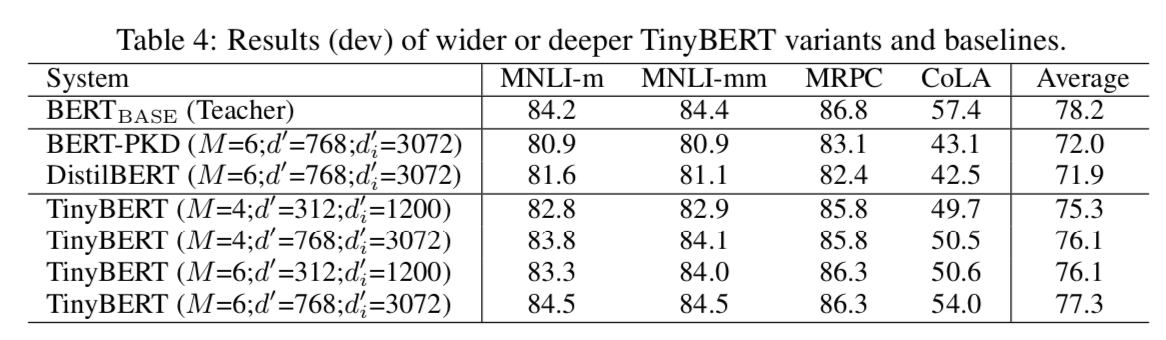 Table 4: Results (dev) of wider or deeper TinyBERT variants and baselines.
System MNLI-m MNLI-mm MRPC CoLA Average
BERT_BASE (Teacher) 84.2 84.4 86.8 57.4 78.2
BERT-PKD (M=6;d′=768;d′_i=3072) 80.9 80.9 83.1 43.1 72.0
DistilBERT (M=6;d′=768;d′_i=3072) 81.6 81.1 82.4 42.5 71.9
TinyBERT (M=4;d′=312;d′_i=1200) 82.8 82.9 85.8 49.7 75.3
TinyBERT (M=4;d′=768;d′_i=3072) 83.8 84.1 85.8 50.5 76.1
TinyBERT (M=6;d′=312;d′_i=1200) 83.3 84.0 86.3 50.6 76.1
TinyBERT (M=6;d′=768;d′_i=3072) 84.5 84.5 86.3 54.0 77.3